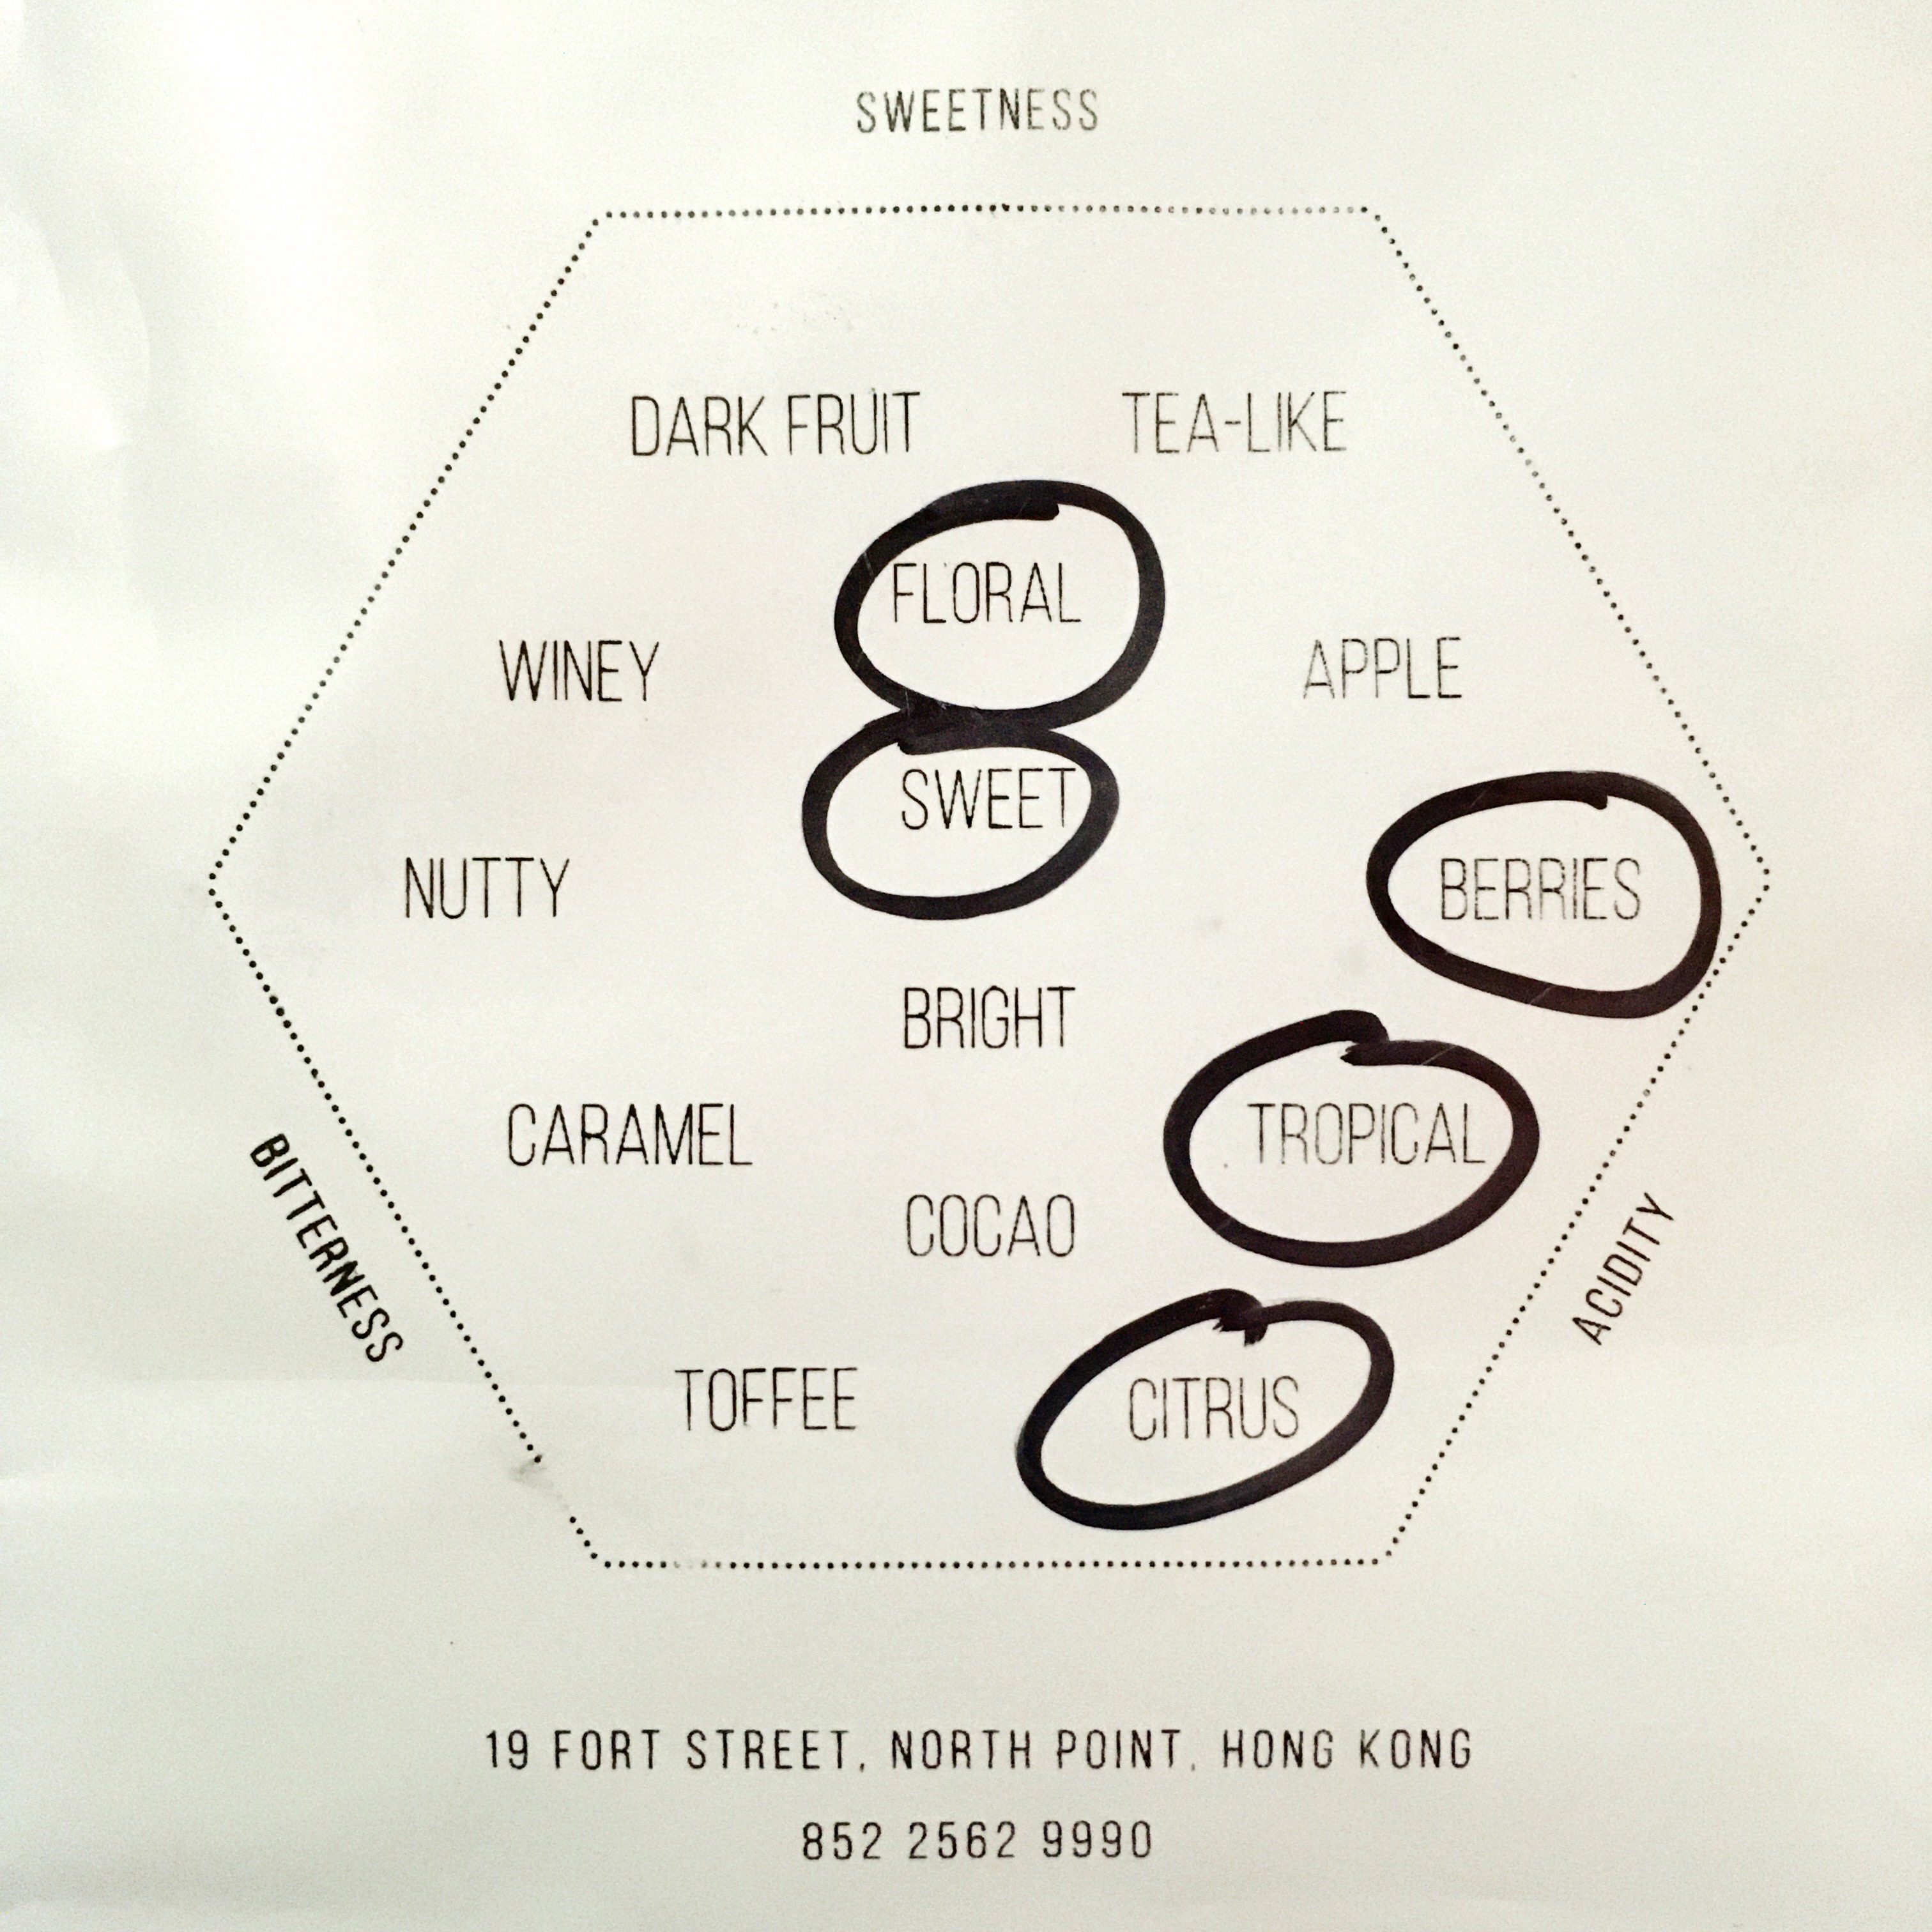 SWEETNESS
DARK FRUIT
TEA-LIKE
FLORAL
WINEY
APPLE
SWEET
NUTTY
BERRIES
BRIGHT
CARAMEL
TROPICAL
BITTERNESS
COCAO
ACIDITY
TOFFEE
CITRUS
19 FORT STREET, NORTH POINT, HONG KONG
852 2562 9990